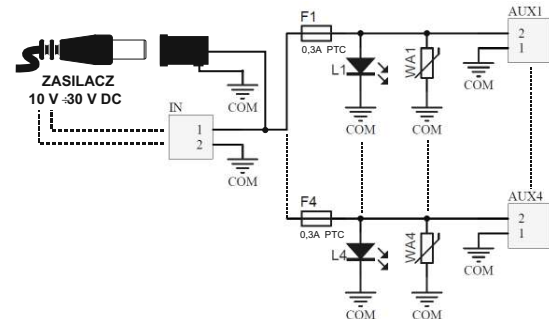 ZASILACZ
10 V ÷30 V DC
COM
IN
1
2
COM
F1
0,3A PTC
L1
COM
WA1
COM
AUX1
2
1
COM
F4
0,3A PTC
L4
COM
WA4
COM
AUX4
2
1
COM